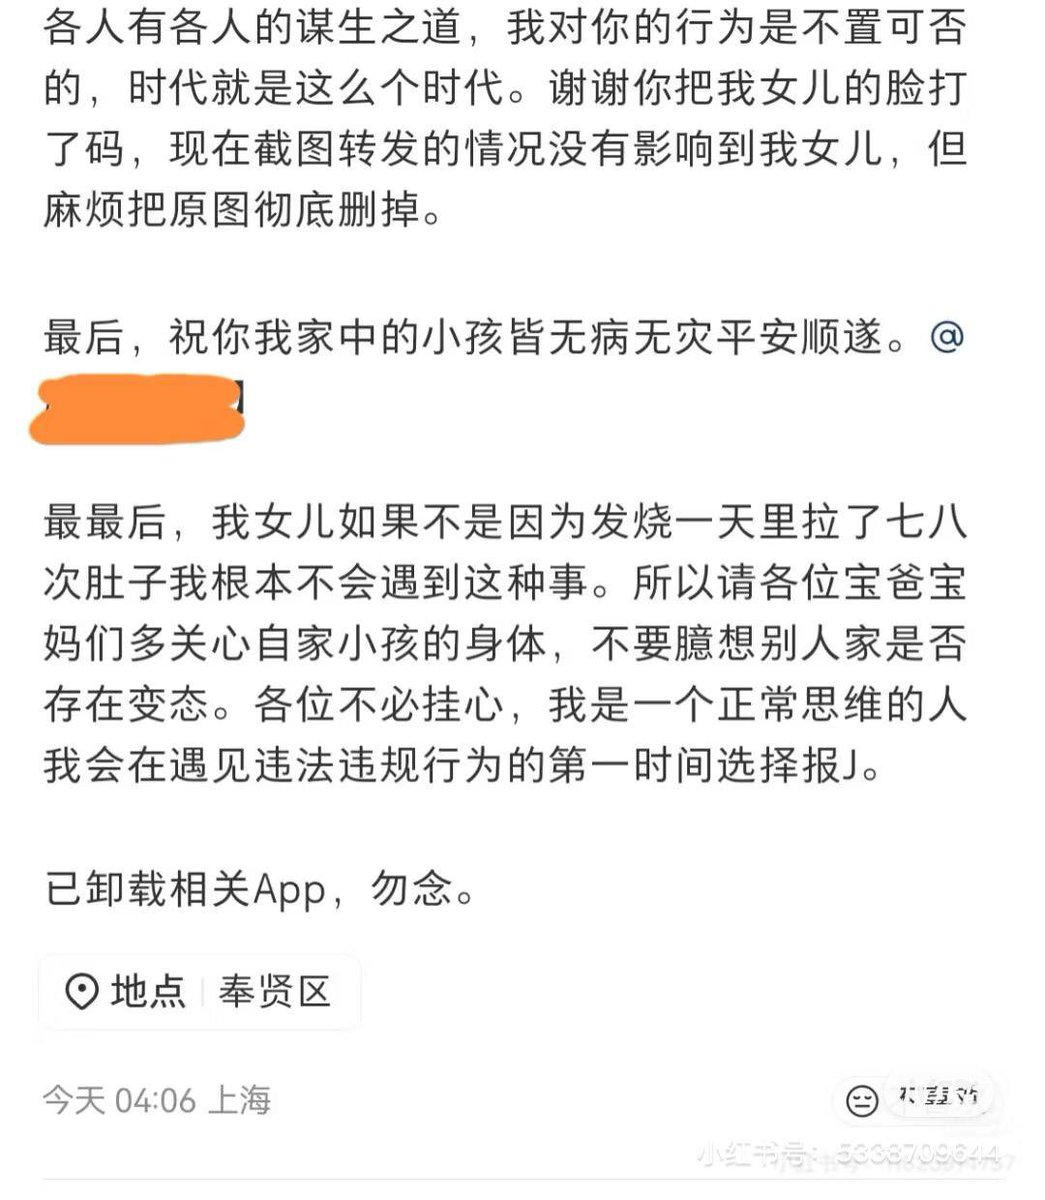 各人有各人的谋生之道，我对你的行为是不置可否
的，时代就是这么个时代。谢谢你把我女儿的脸打
了码，现在截图转发的情况没有影响到我女儿，但
麻烦把原图彻底删掉。
最后，祝你我家中的小孩皆无病无灾平安顺遂。@
最最后，我女儿如果不是因为发烧一天里拉了七八
次肚子我根本不会遇到这种事。所以请各位宝爸宝
妈们多关心自家小孩的身体，不要臆想别人家是否
存在变态。各位不必挂心，我是一个正常思维的人
我会在遇见违法违规行为的第一时间选择报J。
已卸载相关App，勿念。
地点 奉贤区
今天 04:06 上海
小红书号：5338709644